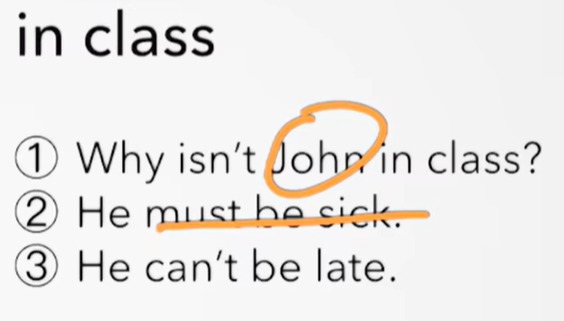 in class
① Why isn't John in class?
② He must be sick.
③ He can't be late.